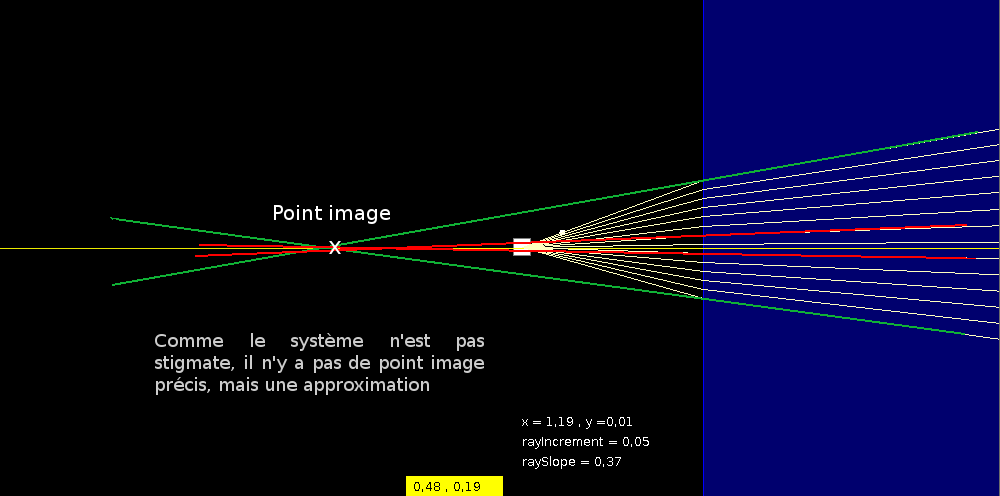 Point image
X
Comme le système n'est pas
stigmate, il n'y a pas de point image
précis, mais une approximation
x = 1,19 , y =0,01
rayIncrement = 0,05
raySlope = 0,37
0,48 , 0,19